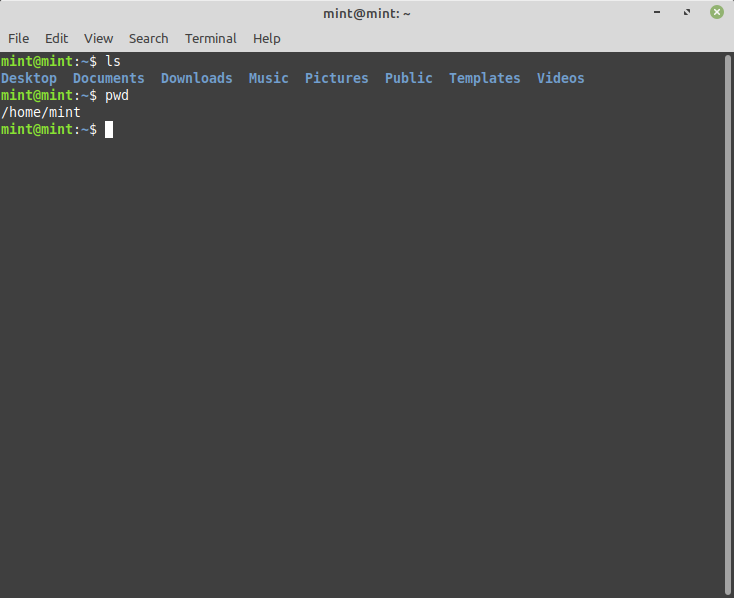 mint@mint: ~
File Edit View Search Terminal Help
mint@mint:~$ ls
Desktop  Documents  Downloads  Music  Pictures  Public  Templates  Videos
mint@mint:~$ pwd
/home/mint
mint@mint:~$